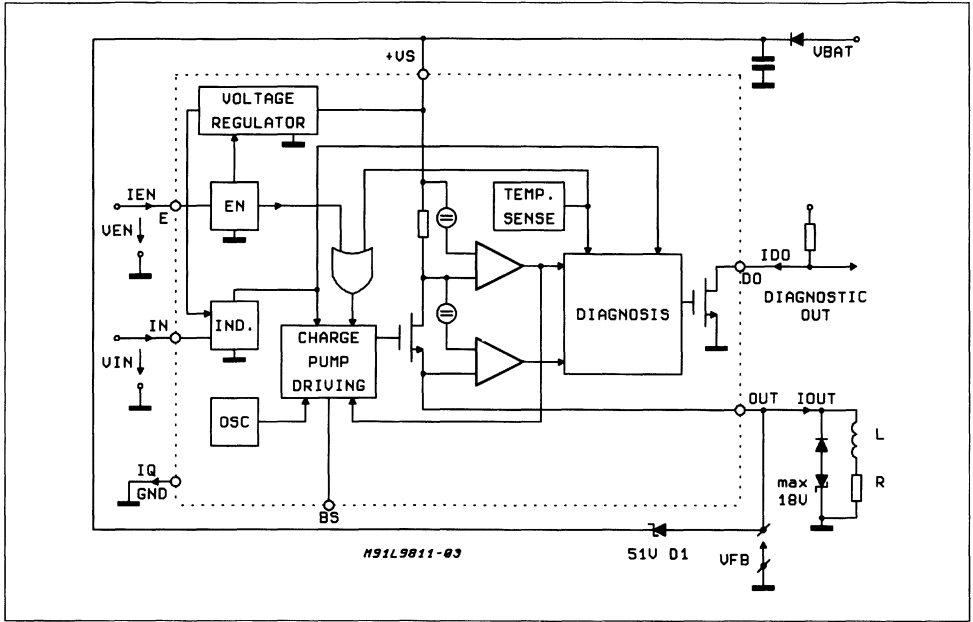 +VS
VBAT
VOLTAGE
REGULATOR
IEN
E
EN
VEN
TEMP.
SENSE
IDO
DO
DIAGNOSTIC
OUT
DIAGNOSIS
IN
IND.
VIN
CHARGE
PUMP
DRIVING
OSC
OUT
IOUT
L
R
max
18V
IQ
GND
BS
51V D1
VFB
M91L9811-03